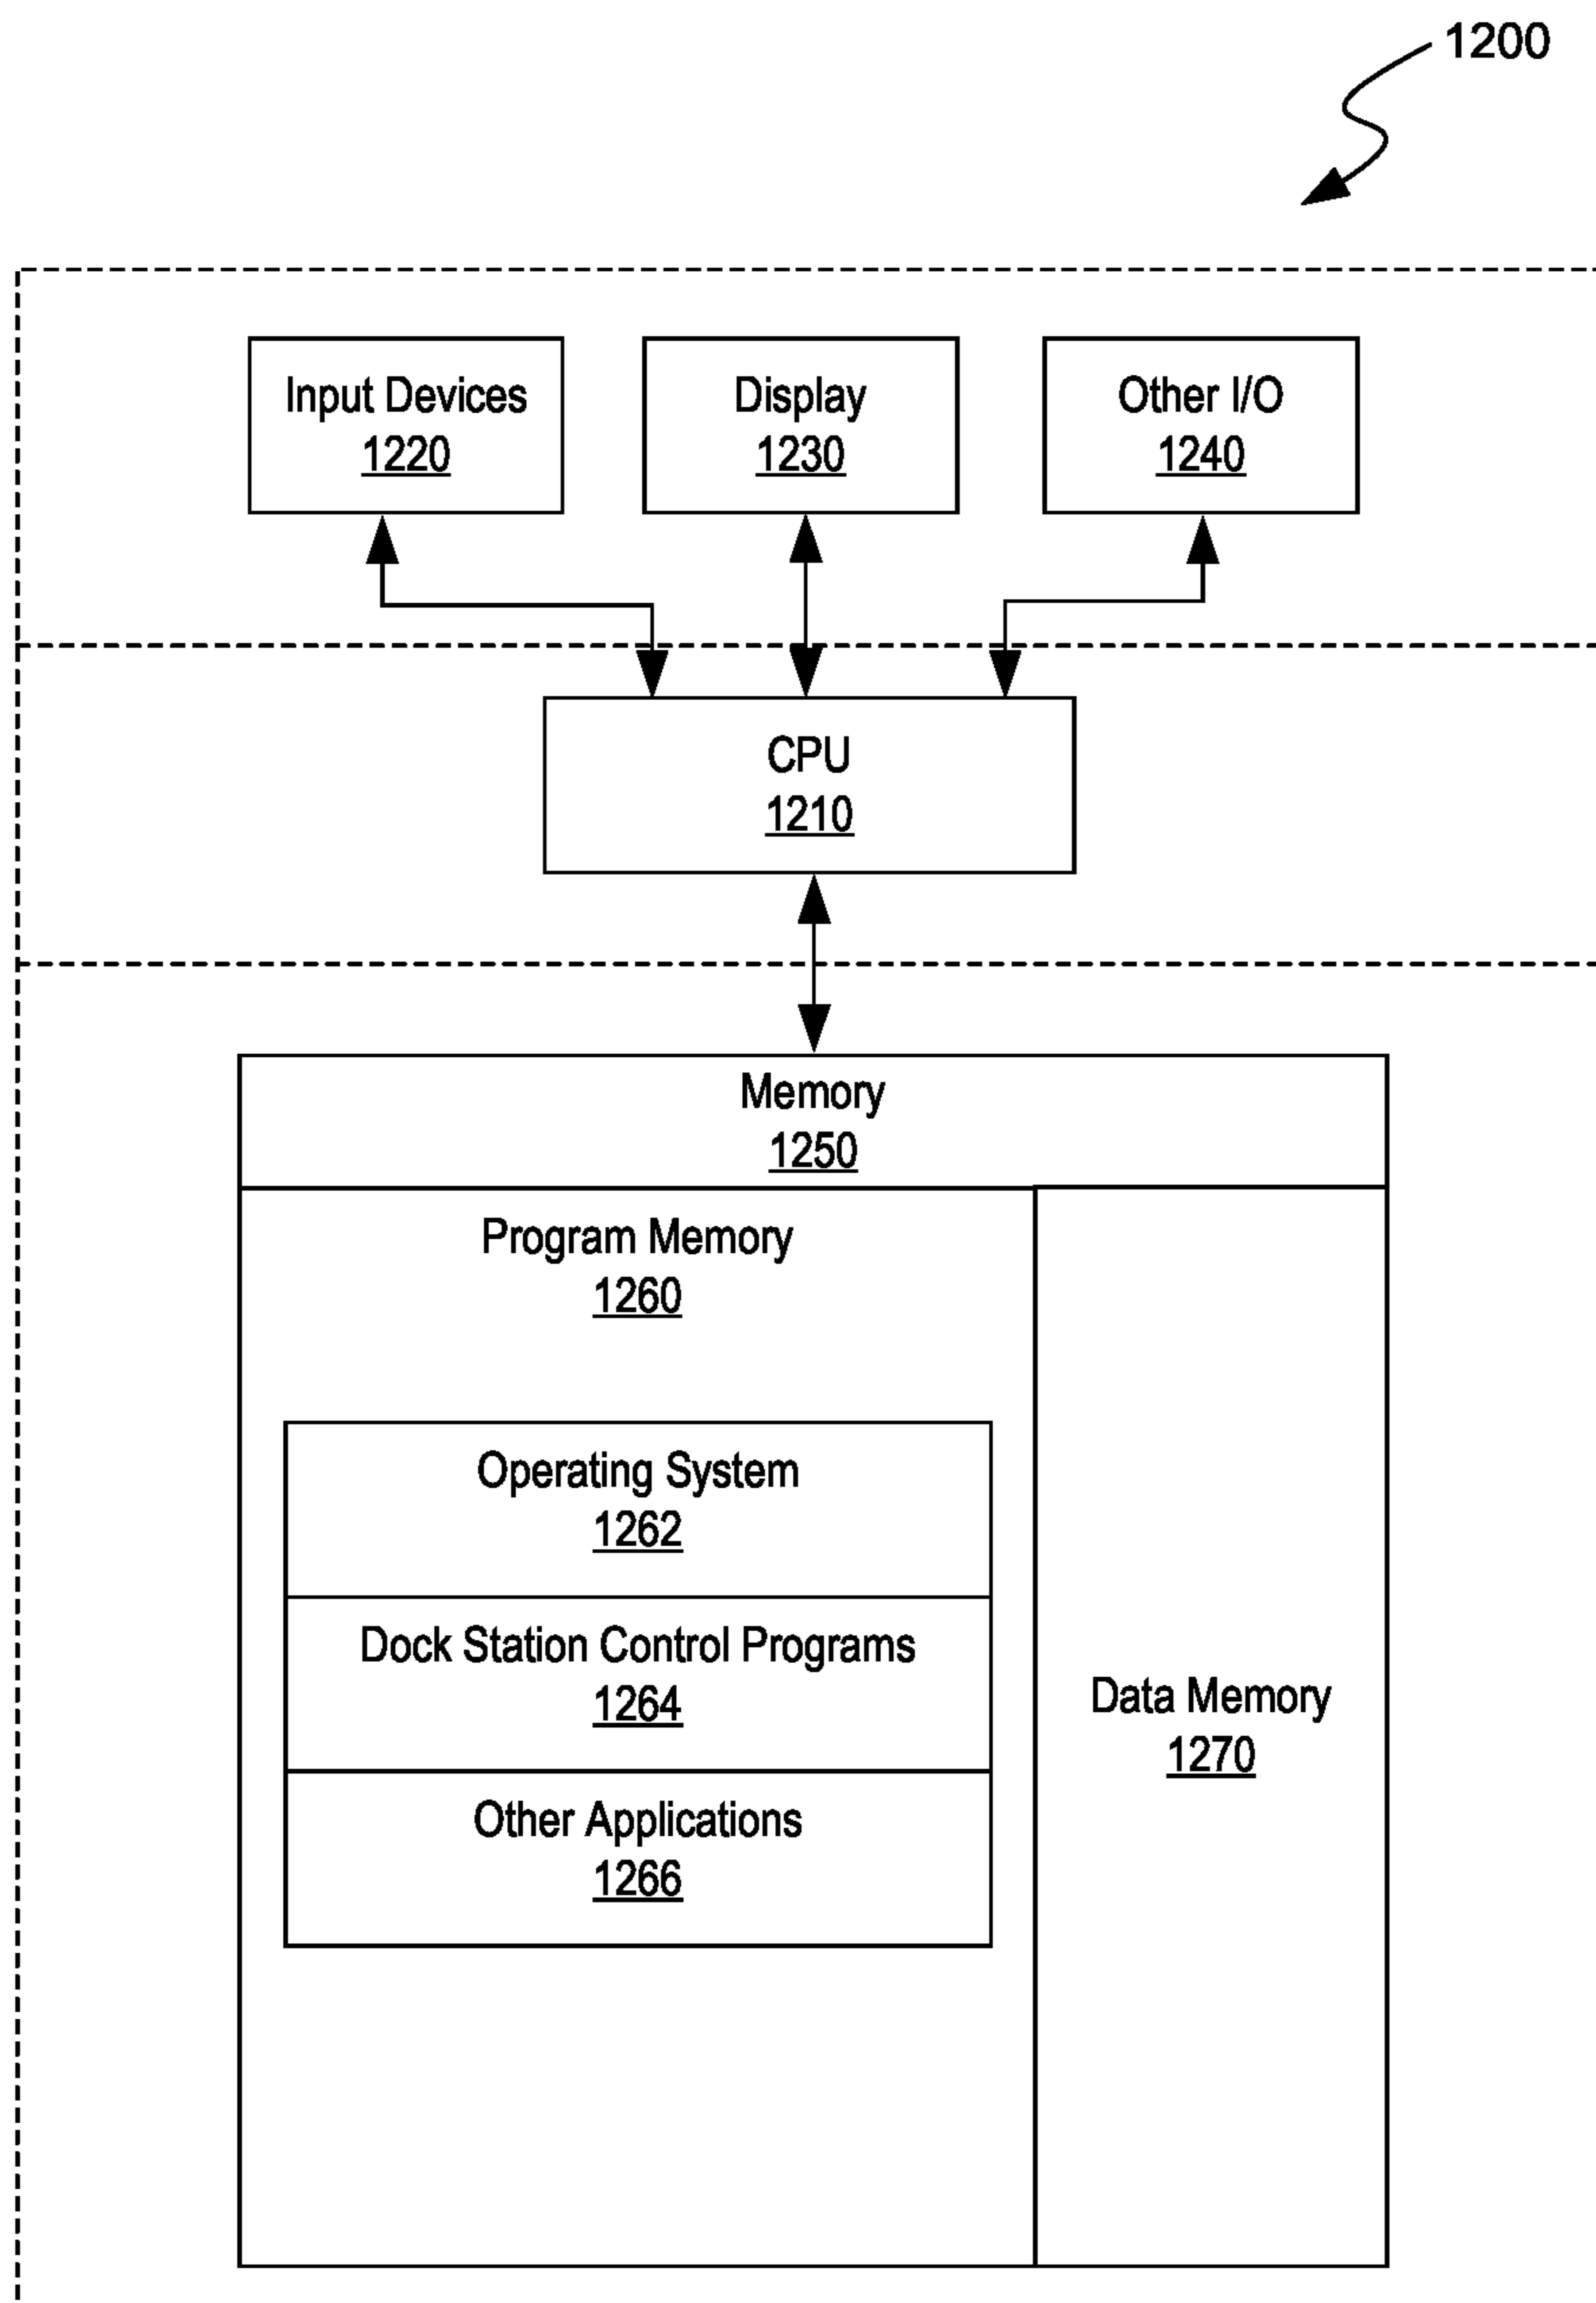 1200
Input Devices
1220
Display
1230
Other I/O
1240
CPU
1210
Memory
1250
Program Memory
1260
Operating System
1262
Dock Station Control Programs
1264
Other Applications
1266
Data Memory
1270